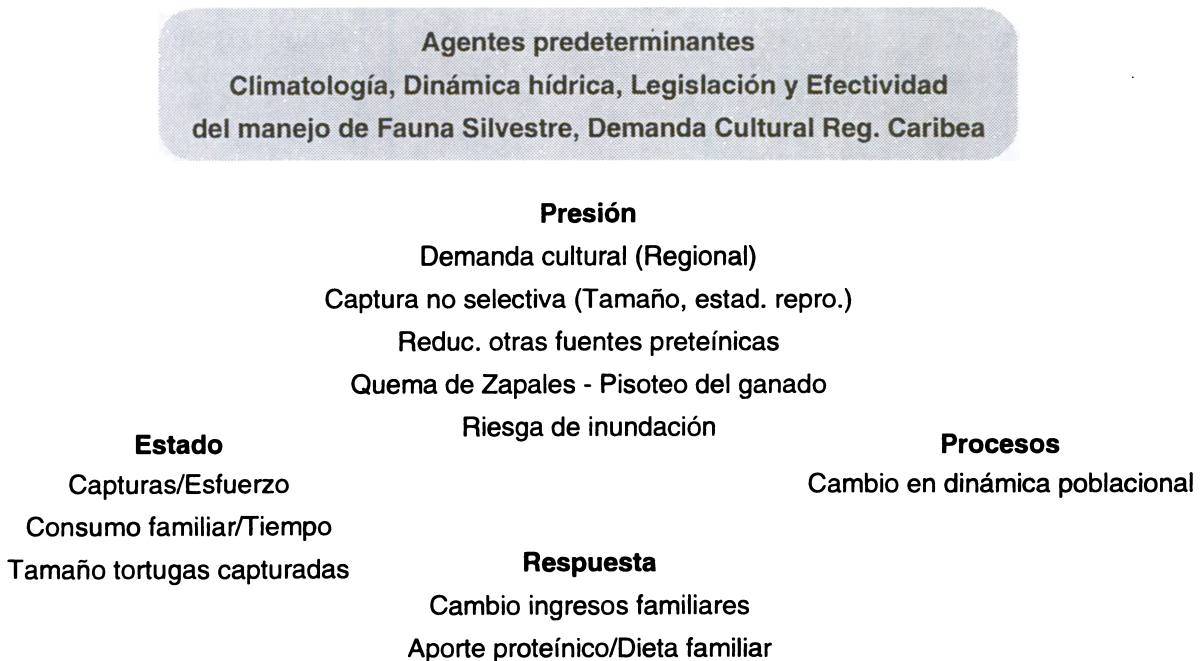 Agentes predeterminantes
Climatología, Dinámica hídrica, Legislación y Efectividad
del manejo de Fauna Silvestre, Demanda Cultural Reg. Caribea
Presión
Demanda cultural (Regional)
Captura no selectiva (Tamaño, estad. repro.)
Reduc. otras fuentes preteínicas
Quema de Zapales - Pisoteo del ganado
Riesga de inundación
Estado
Capturas/Esfuerzo
Consumo familiar/Tiempo
Tamaño tortugas capturadas
Procesos
Cambio en dinámica poblacional
Respuesta
Cambio ingresos familiares
Aporte proteínico/Dieta familiar